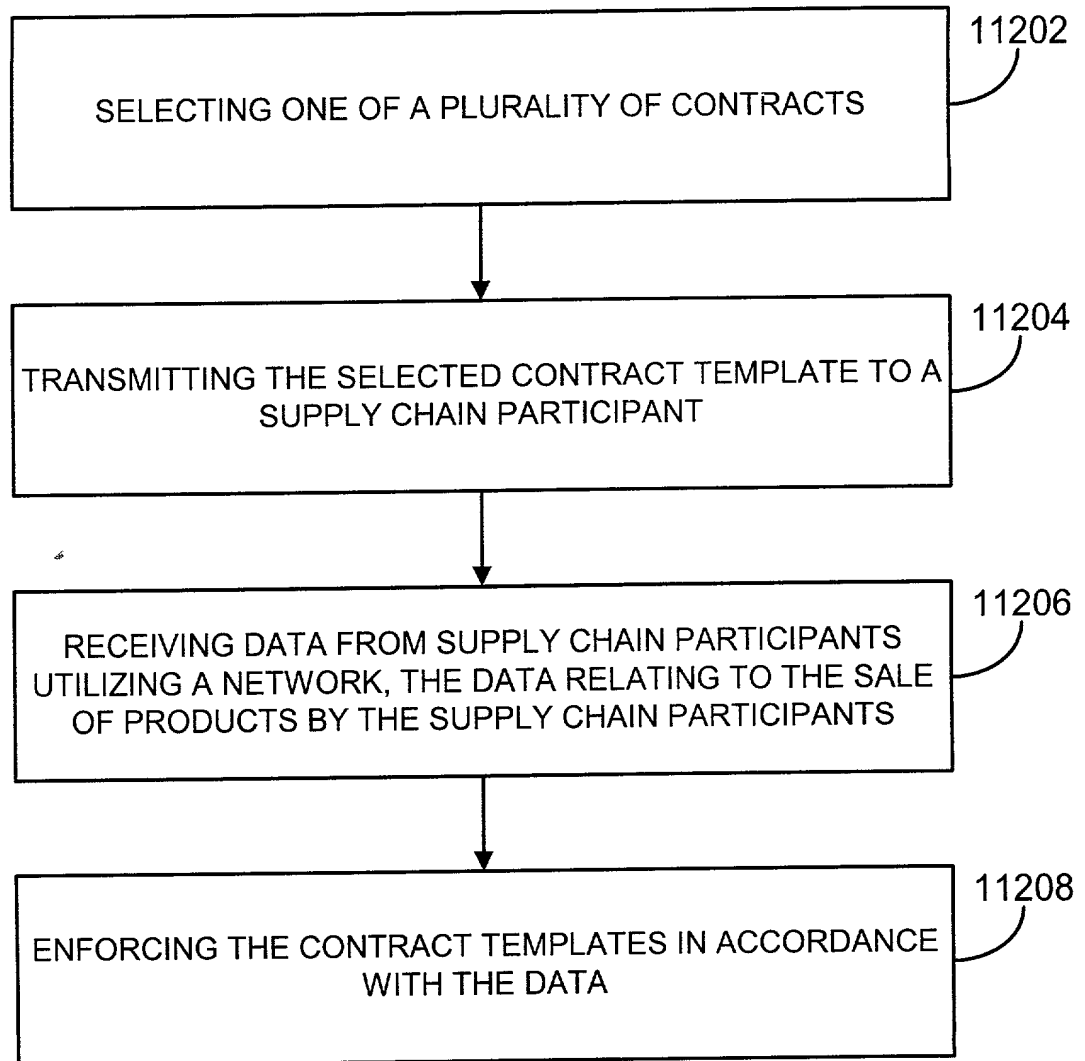 11202
SELECTING ONE OF A PLURALITY OF CONTRACTS
11204
TRANSMITTING THE SELECTED CONTRACT TEMPLATE TO A
SUPPLY CHAIN PARTICIPANT
11206
RECEIVING DATA FROM SUPPLY CHAIN PARTICIPANTS
UTILIZING A NETWORK, THE DATA RELATING TO THE SALE
OF PRODUCTS BY THE SUPPLY CHAIN PARTICIPANTS
11208
ENFORCING THE CONTRACT TEMPLATES IN ACCORDANCE
WITH THE DATA